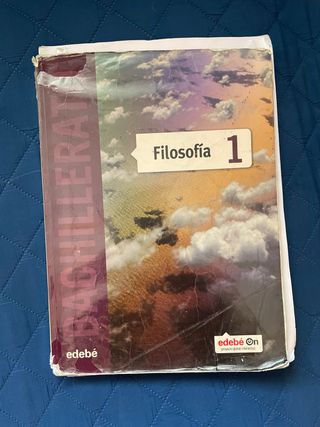 BACHILLERAT
Filosofía 1
edebé
edebé On